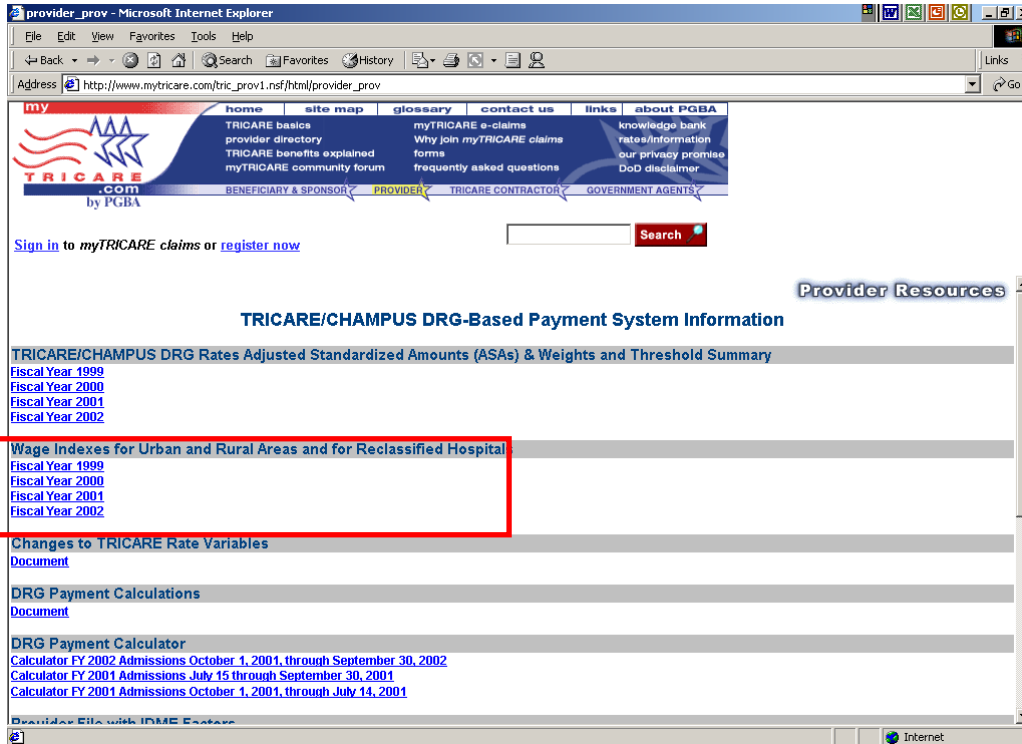 provider_prov - Microsoft Internet Explorer
File Edit View Favorites Tools Help
Back Search Favorites History
Links
Address http://www.mytricare.com/tric_prov1.nsf/html/provider_prov Go
my
TRICARE
.com
by PGBA
home site map glossary contact us links about PGBA
TRICARE basics myTRICARE e-claims knowledge bank
provider directory Why join myTRICARE claims rates/information
TRICARE benefits explained forms our privacy promise
myTRICARE community forum frequently asked questions DoD disclaimer
BENEFICIARY & SPONSOR PROVIDER TRICARE CONTRACTOR GOVERNMENT AGENTS
Search
Sign in to myTRICARE claims or register now
Provider Resources
TRICARE/CHAMPUS DRG-Based Payment System Information
TRICARE/CHAMPUS DRG Rates Adjusted Standardized Amounts (ASAs) & Weights and Threshold Summary
Fiscal Year 1999
Fiscal Year 2000
Fiscal Year 2001
Fiscal Year 2002
Wage Indexes for Urban and Rural Areas and for Reclassified Hospitals
Fiscal Year 1999
Fiscal Year 2000
Fiscal Year 2001
Fiscal Year 2002
Changes to TRICARE Rate Variables
Document
DRG Payment Calculations
Document
DRG Payment Calculator
Calculator FY 2002 Admissions October 1, 2001, through September 30, 2002
Calculator FY 2001 Admissions July 15 through September 30, 2001
Calculator FY 2001 Admissions October 1, 2001, through July 14, 2001
Provider File with IDME Factors
Internet